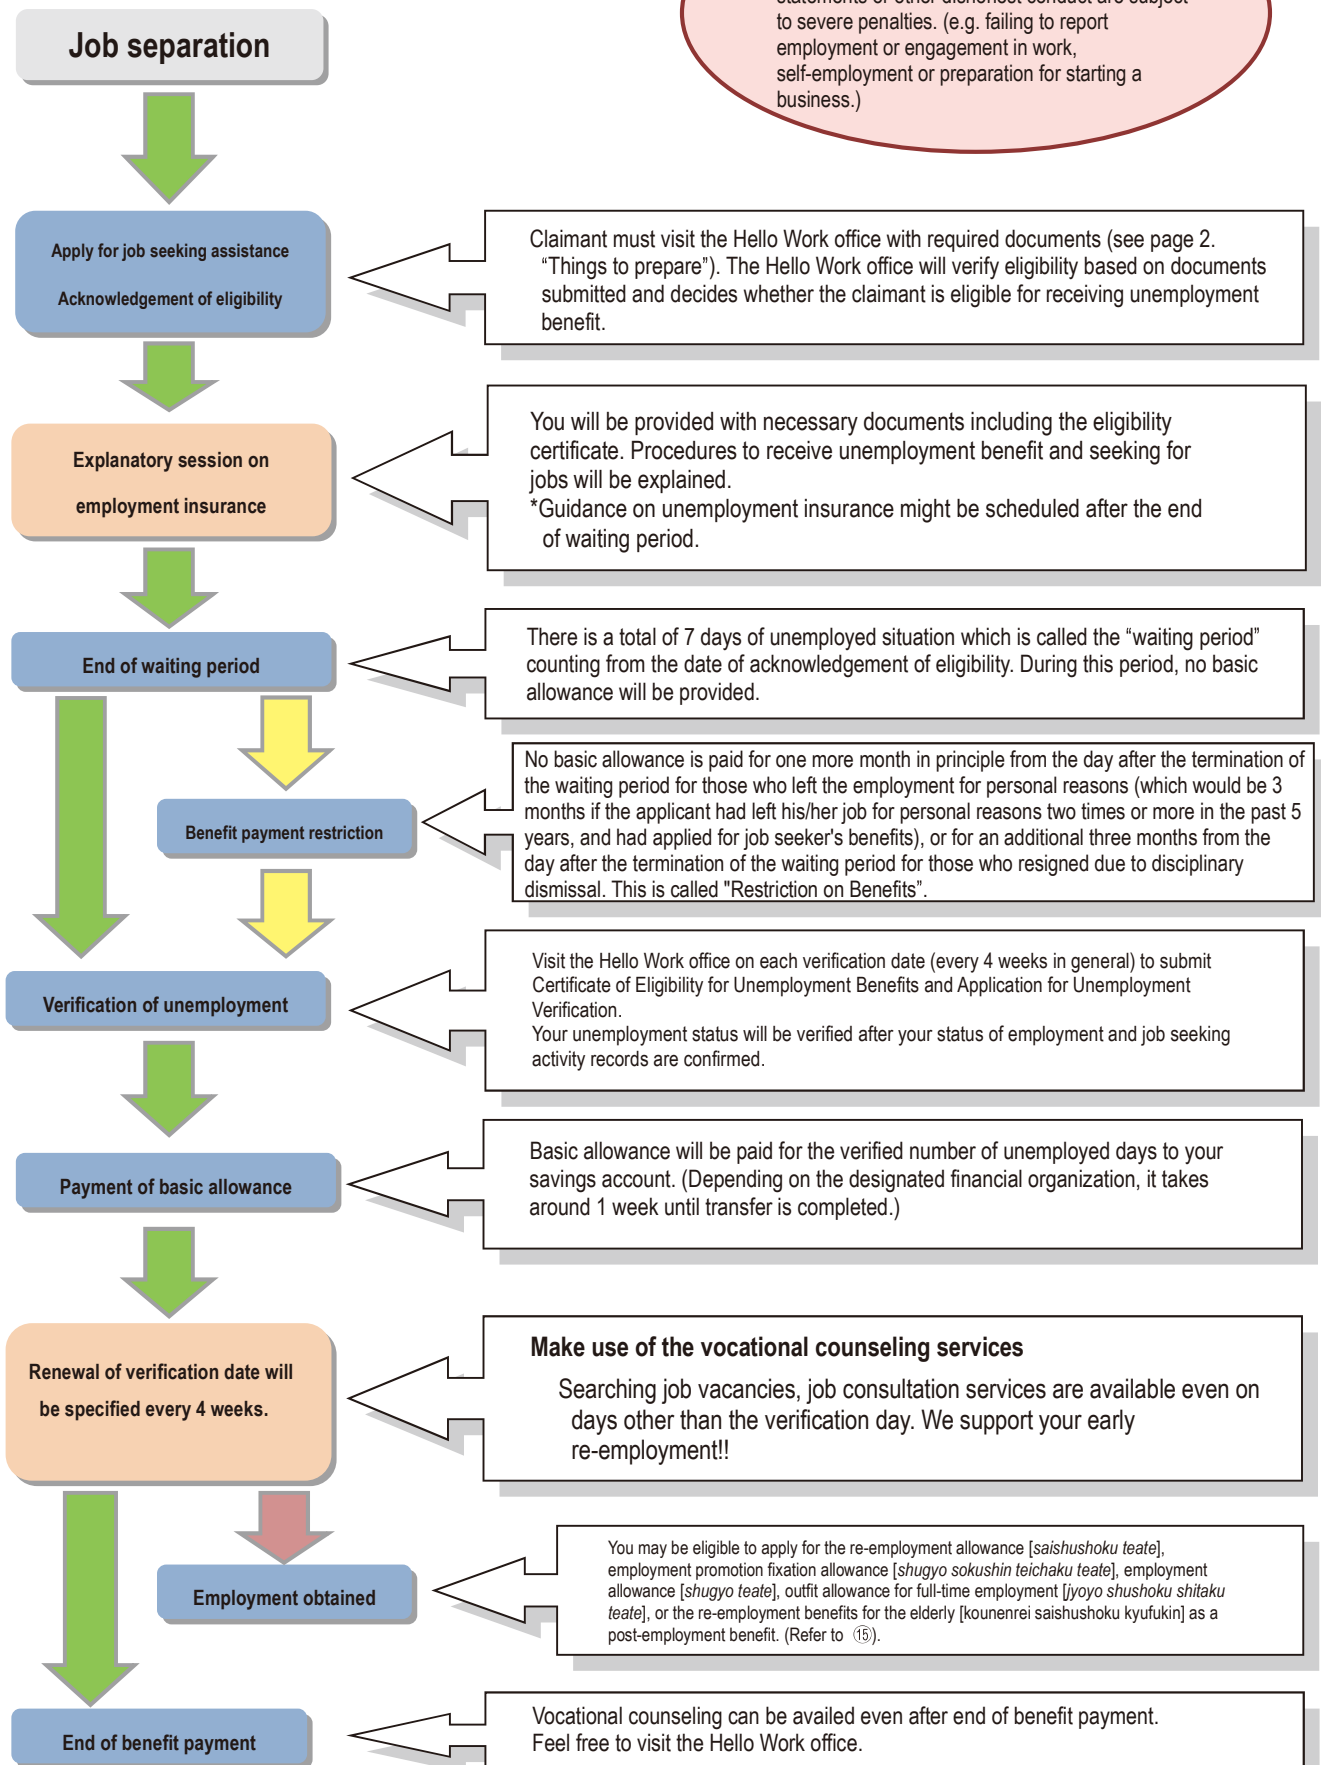 statements or other dishonest conduct are subject
to severe penalties. (e.g. failing to report
employment or engagement in work,
self-employment or preparation for starting a
business.)
Job separation
Apply for job seeking assistance
Acknowledgement of eligibility
Claimant must visit the Hello Work office with required documents (see page 2.
“Things to prepare”). The Hello Work office will verify eligibility based on documents
submitted and decides whether the claimant is eligible for receiving unemployment
benefit.
Explanatory session on
employment insurance
You will be provided with necessary documents including the eligibility
certificate. Procedures to receive unemployment benefit and seeking for
jobs will be explained.
*Guidance on unemployment insurance might be scheduled after the end
of waiting period.
End of waiting period
There is a total of 7 days of unemployed situation which is called the “waiting period”
counting from the date of acknowledgement of eligibility. During this period, no basic
allowance will be provided.
Benefit payment restriction
No basic allowance is paid for one more month in principle from the day after the termination of
the waiting period for those who left the employment for personal reasons (which would be 3
months if the applicant had left his/her job for personal reasons two times or more in the past 5
years, and had applied for job seeker's benefits), or for an additional three months from the
day after the termination of the waiting period for those who resigned due to disciplinary
dismissal. This is called "Restriction on Benefits”.
Verification of unemployment
Visit the Hello Work office on each verification date (every 4 weeks in general) to submit
Certificate of Eligibility for Unemployment Benefits and Application for Unemployment
Verification.
Your unemployment status will be verified after your status of employment and job seeking
activity records are confirmed.
Payment of basic allowance
Basic allowance will be paid for the verified number of unemployed days to your
savings account. (Depending on the designated financial organization, it takes
around 1 week until transfer is completed.)
Renewal of verification date will
be specified every 4 weeks.
Make use of the vocational counseling services
Searching job vacancies, job consultation services are available even on
days other than the verification day. We support your early
re-employment!!
Employment obtained
You may be eligible to apply for the re-employment allowance [saishushoku teate],
employment promotion fixation allowance [shugyo sokushin teichaku teate], employment
allowance [shugyo teate], outfit allowance for full-time employment [jyoyo shushoku shitaku
teate], or the re-employment benefits for the elderly [kounenrei saishushoku kyufukin] as a
post-employment benefit. (Refer to ⑮).
End of benefit payment
Vocational counseling can be availed even after end of benefit payment.
Feel free to visit the Hello Work office.